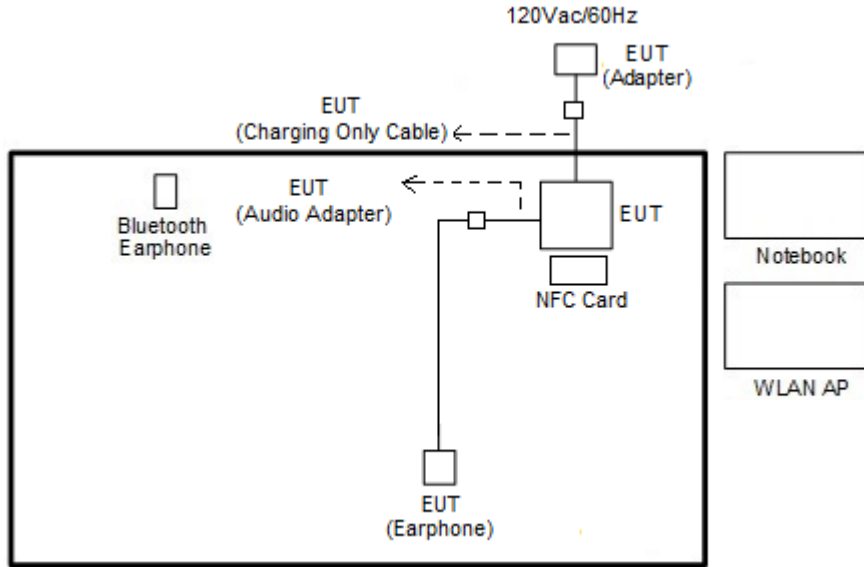 120Vac/60Hz
EUT
(Adapter)
EUT
(Charging Only Cable)
EUT
(Audio Adapter)
Bluetooth
Earphone
EUT
NFC Card
Notebook
WLAN AP
EUT
(Earphone)